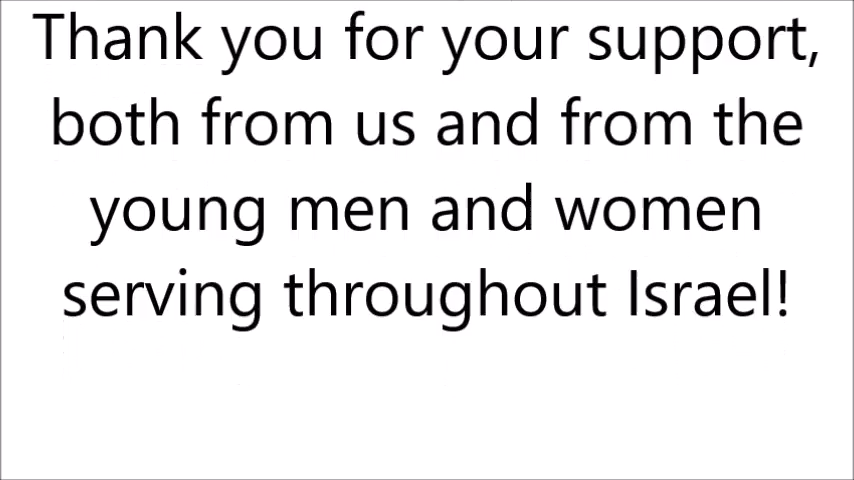 Thank you for your support,
both from us and from the
young men and women
serving throughout Israel!